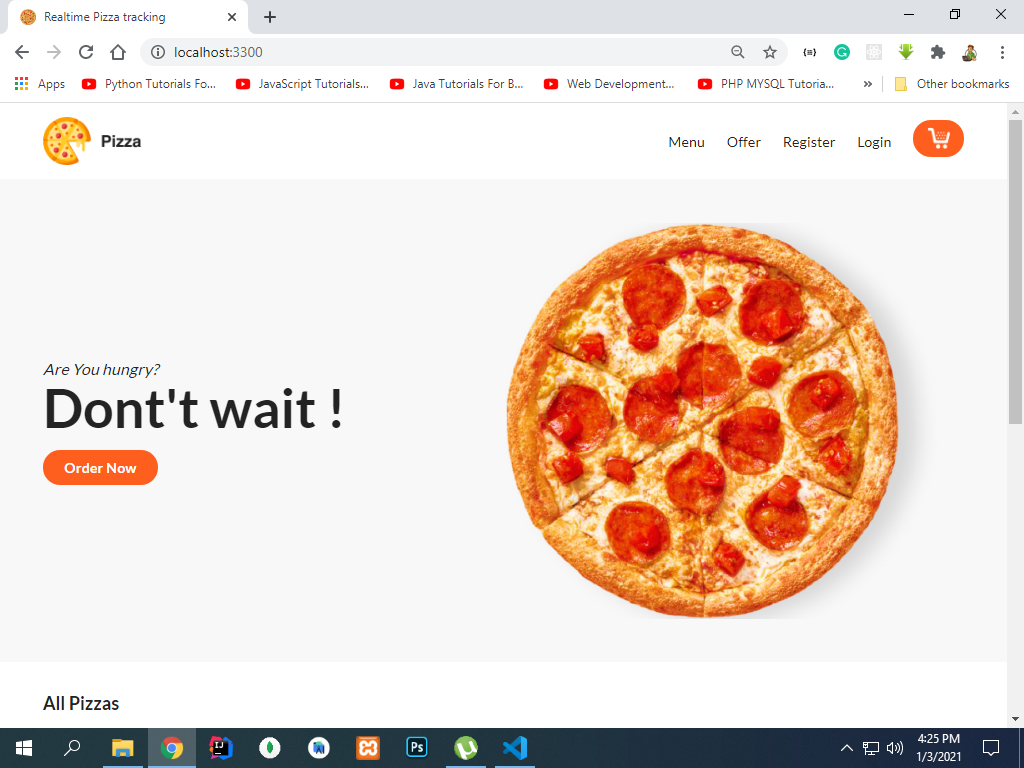 Realtime Pizza tracking
localhost:3300
Apps Python Tutorials Fo... JavaScript Tutorials... Java Tutorials For B... Web Development... PHP MYSQL Tutoria... » Other bookmarks
Pizza Menu Offer Register Login
Are You hungry?
Dont't wait !
Order Now
All Pizzas
4:25 PM
1/3/2021